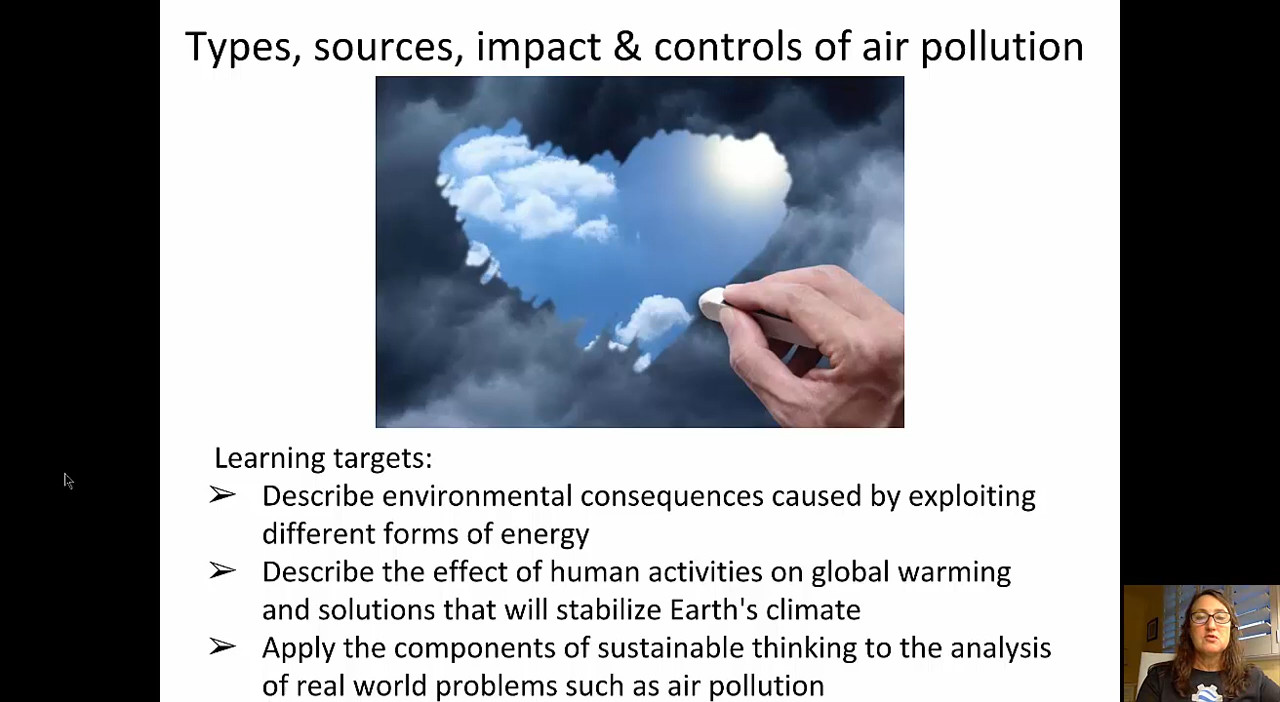 Types, sources, impact & controls of air pollution
Learning targets:
➢ Describe environmental consequences caused by exploiting
different forms of energy
➢ Describe the effect of human activities on global warming
and solutions that will stabilize Earth's climate
➢ Apply the components of sustainable thinking to the analysis
of real world problems such as air pollution